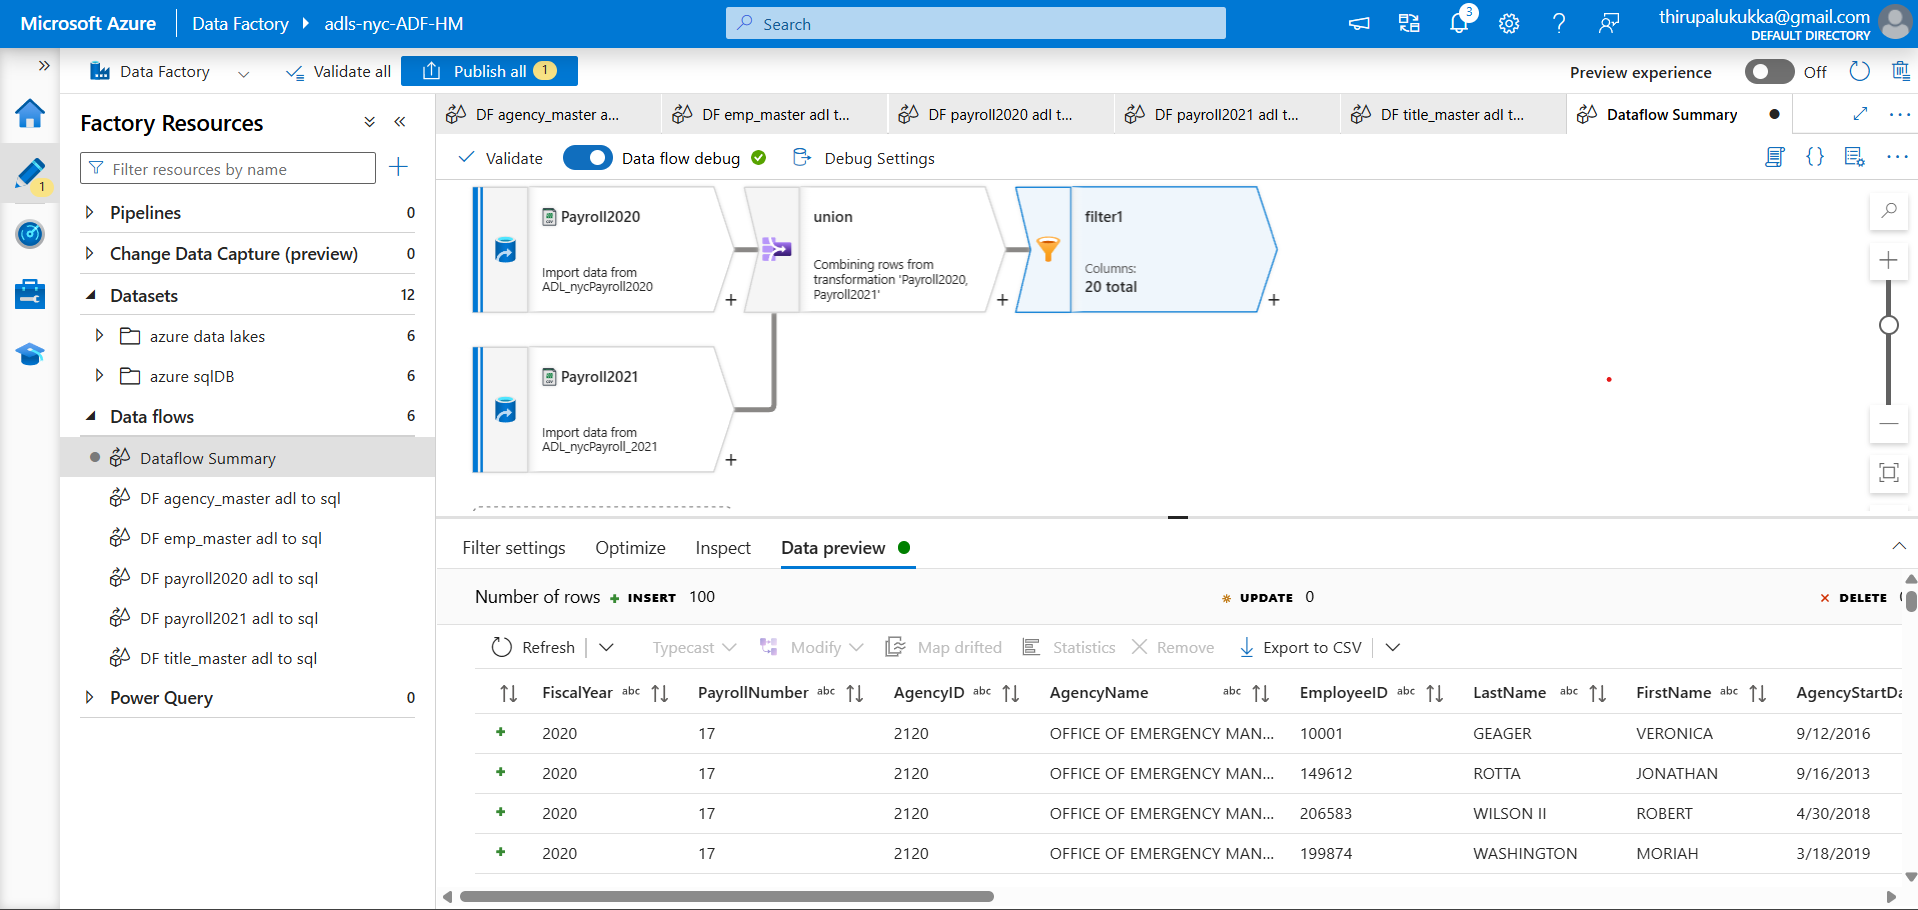 Microsoft Azure
Data Factory
adls-nyc-ADF-HM
Search
3
thirupalukukka@gmail.com
DEFAULT DIRECTORY
Data Factory
Validate all
Publish all
1
Preview experience
Off
1
Factory Resources
Filter resources by name
Pipelines
0
Change Data Capture (preview)
0
Datasets
12
azure data lakes
6
azure sqlDB
6
Data flows
6
Dataflow Summary
DF agency_master adl to sql
DF emp_master adl to sql
DF payroll2020 adl to sql
DF payroll2021 adl to sql
DF title_master adl to sql
Power Query
0
DF agency_master a...
DF emp_master adl t...
DF payroll2020 adl t...
DF payroll2021 adl t...
DF title_master adl t...
Dataflow Summary
Validate
Data flow debug
Debug Settings
Payroll2020
Import data from
ADL_nycPayroll2020
+
union
Combining rows from
transformation 'Payroll2020,
Payroll2021'
+
filter1
Columns:
20 total
+
Payroll2021
Import data from
ADL_nycPayroll_2021
+
Filter settings
Optimize
Inspect
Data preview
Number of rows
INSERT
100
UPDATE
0
DELETE
Refresh
Typecast
Modify
Map drifted
Statistics
Remove
Export to CSV
FiscalYear abc PayrollNumber abc AgencyID abc AgencyName abc EmployeeID abc LastName abc FirstName abc AgencyStartDa
2020 17 2120 OFFICE OF EMERGENCY MAN... 10001 GEAGER VERONICA 9/12/2016
2020 17 2120 OFFICE OF EMERGENCY MAN... 149612 ROTTA JONATHAN 9/16/2013
2020 17 2120 OFFICE OF EMERGENCY MAN... 206583 WILSON II ROBERT 4/30/2018
2020 17 2120 OFFICE OF EMERGENCY MAN... 199874 WASHINGTON MORIAH 3/18/2019